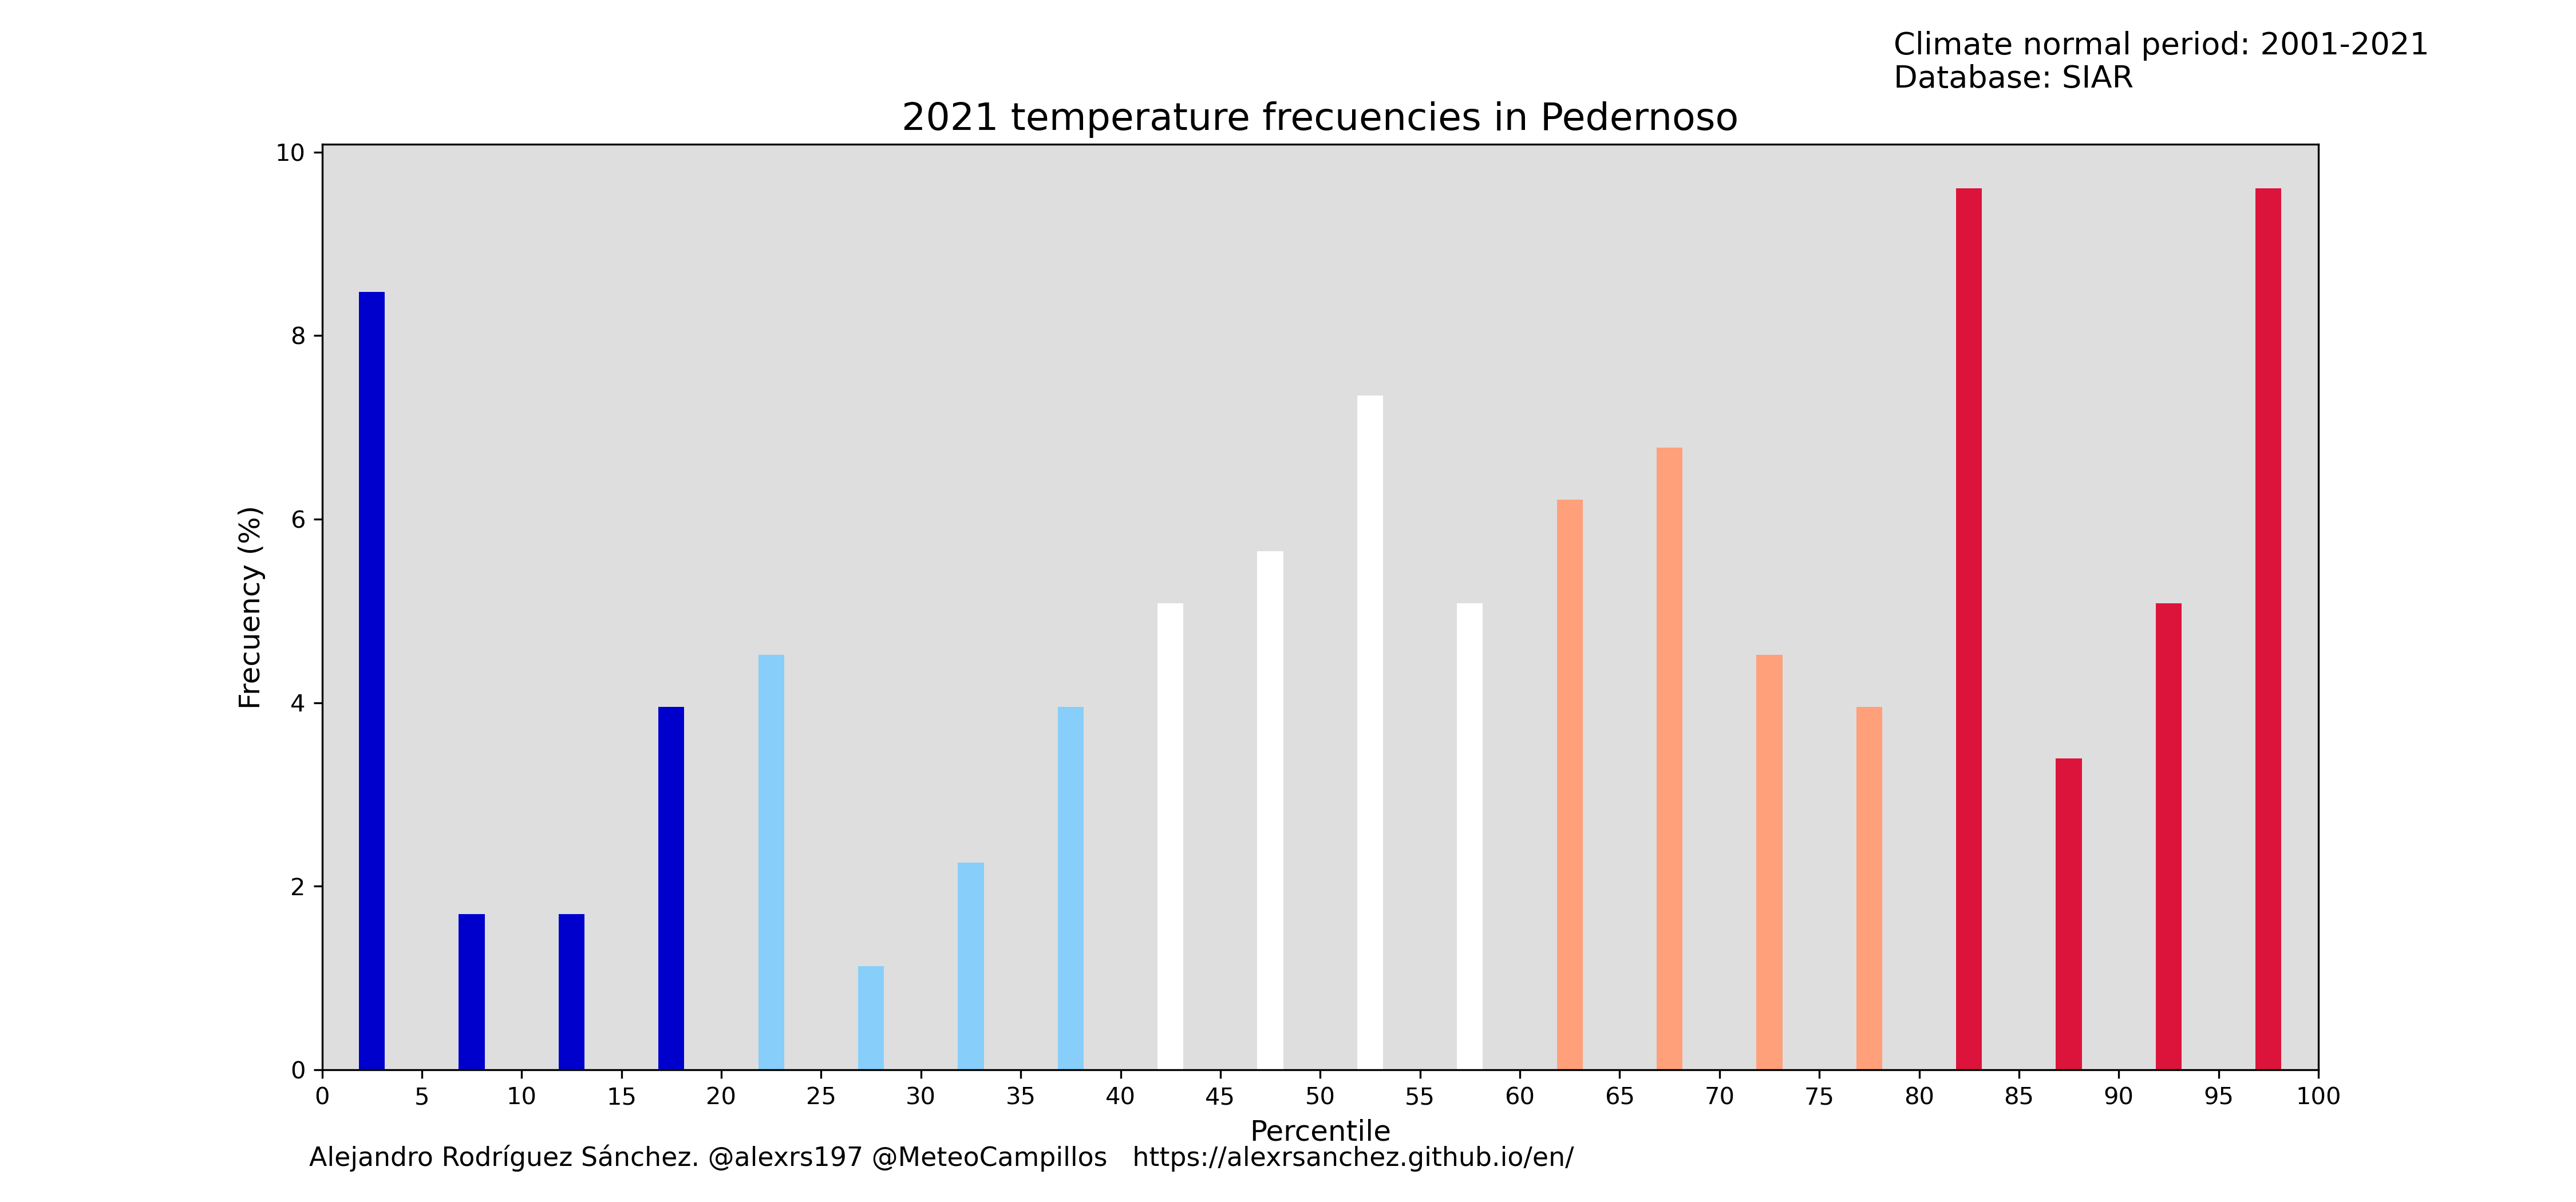 Climate normal period: 2001-2021
Database: SIAR
2021 temperature frecuencies in Pedernoso
10
8
6
4
2
0
Frecuency (%)
0 5 10 15 20 25 30 35 40 45 50 55 60 65 70 75 80 85 90 95 100
Percentile
Alejandro Rodríguez Sánchez. @alexrs197 @MeteoCampillos https://alexrsanchez.github.io/en/